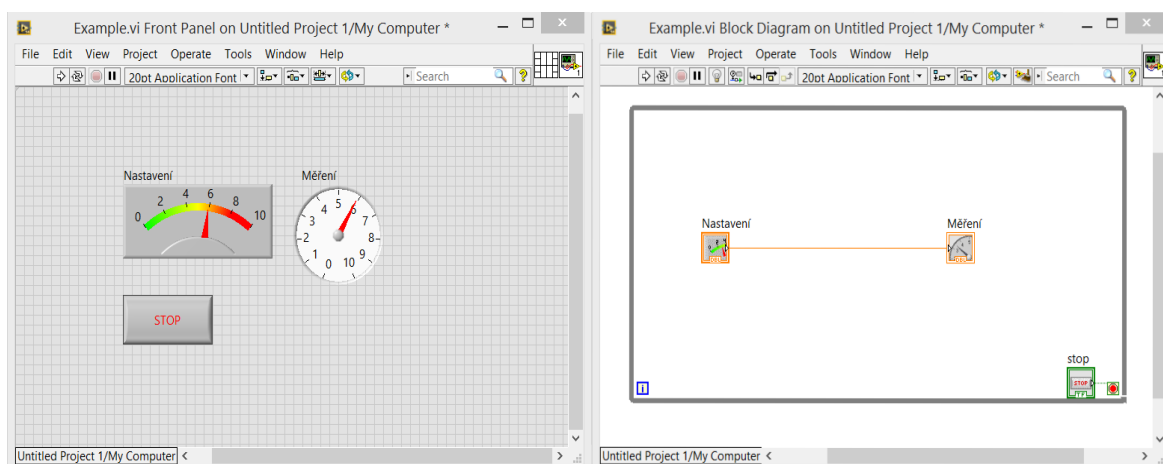 Example.vi Front Panel on Untitled Project 1/My Computer *
File Edit View Project Operate Tools Window Help
20pt Application Font
Search
Nastavení
0 2 4 6 8 10
Měření
0 1 2 3 4 5 6 7 8 9 10
STOP
Untitled Project 1/My Computer
Example.vi Block Diagram on Untitled Project 1/My Computer *
File Edit View Project Operate Tools Window Help
20pt Application Font
Search
Nastavení
Měření
stop
STOP
TF
i
Untitled Project 1/My Computer